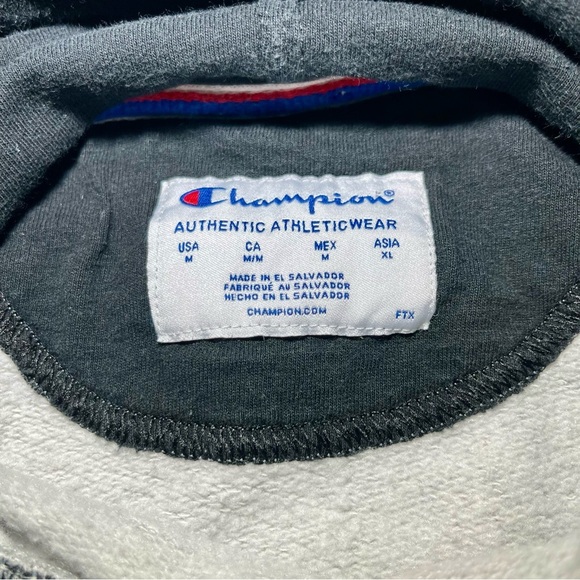 Champion®
AUTHENTIC ATHLETICWEAR
USA CA MEX ASIA
M M/M M XL
MADE IN EL SALVADOR
FABRIQUÉ AU SALVADOR
HECHO EN EL SALVADOR
CHAMPION.COM
FTX